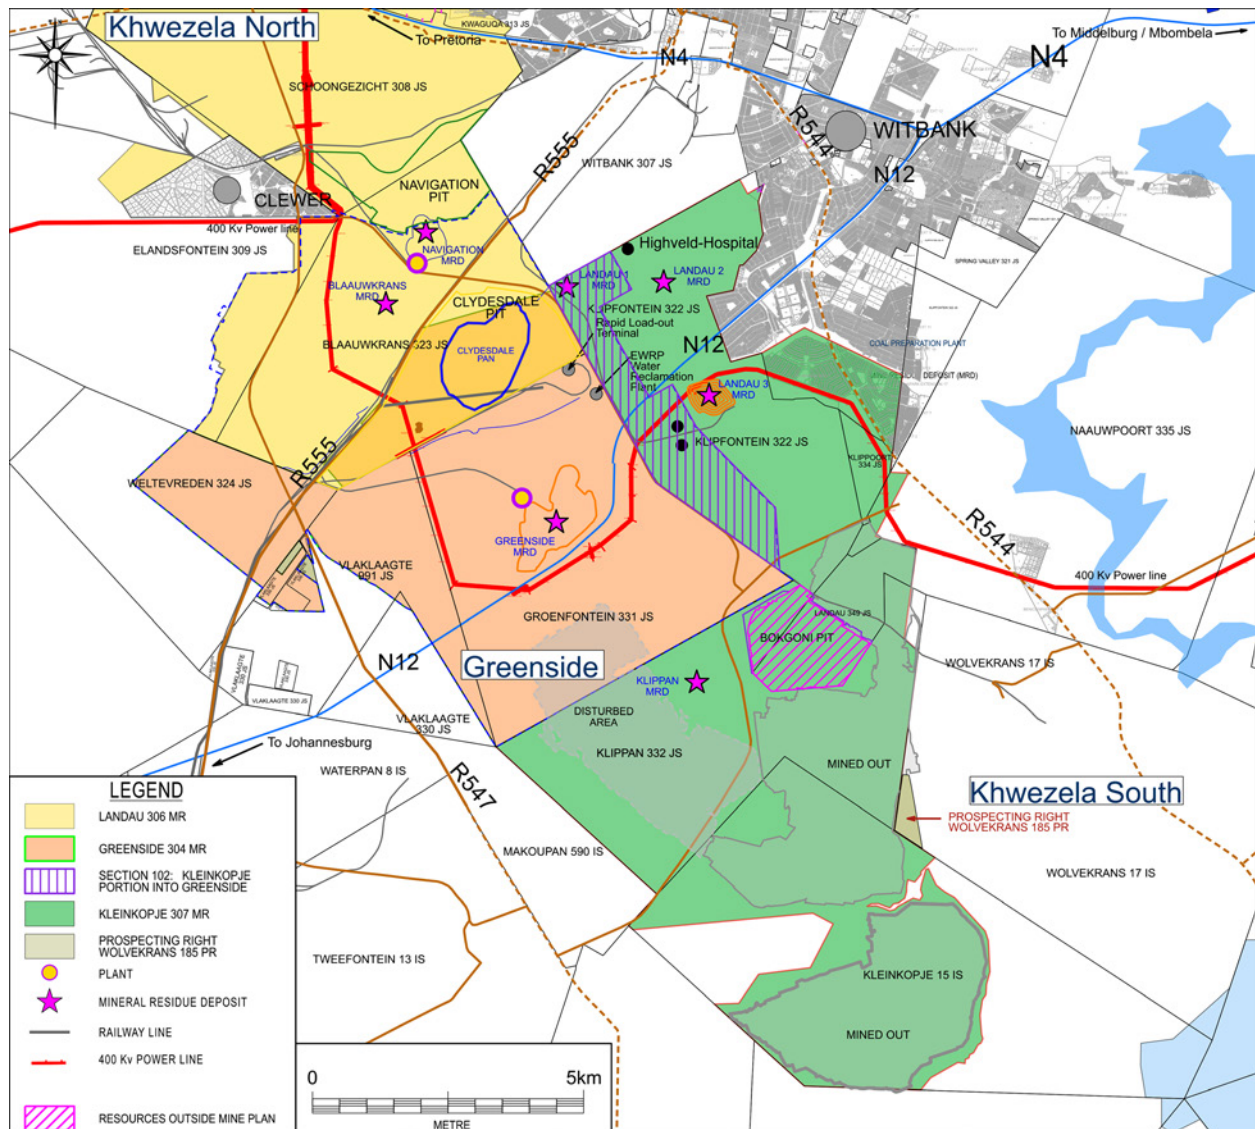 Khwezela North
KWAGUQA 313 JS
To Pretoria
N4
To Middelburg / Mbombela
N4
SCHOONGEZICHT 308 JS
R555
R544
WITBANK
WITBANK 307 JS
N12
NAVIGATION
PIT
CLEWER
400 Kv Power line
ELANDSFONTEIN 309 JS
NAVIGATION
MRD
Highveld-Hospital
SPRING VALLEY 321 JS
BLAAUWKRANS
MRD
LANDAU 1
MRD
LANDAU 2
MRD
CLYDESDALE
PIT
KLIPFONTEIN 322 JS
Rapid Load-out
Terminal
BLAAUWKRANS 323 JS
CLYDESDALE
PAN
N12
COAL PREPARATION PLANT
EWRP
Water
Reclamation
Plant
DEPOSIT (MRD)
LANDAU 3
MRD
NAAUWPOORT 335 JS
KLIPFONTEIN 322 JS
KLIPPOORT
334 JS
R555
WELTEVREDEN 324 JS
R544
GREENSIDE
MRD
VLAKLAAGTE
991 JS
400 Kv Power line
GROENFONTEIN 331 JS
LANDAU 349 JS
BOKGONI PIT
N12
Greenside
WOLVEKRANS 17 IS
KLIPPAN
MRD
VLAKLAAGTE
330 JS
VLAKLAAGTE 330 JS
DISTURBED
AREA
VLAKLAAGTE
330 JS
To Johannesburg
KLIPPAN 332 JS
WATERPAN 8 IS
MINED OUT
R547
Khwezela South
PROSPECTING RIGHT
WOLVEKRANS 185 PR
MAKOUPAN 590 IS
WOLVEKRANS 17 IS
TWEEFONTEIN 13 IS
KLEINKOPJE 15 IS
MINED OUT
LEGEND
LANDAU 306 MR
GREENSIDE 304 MR
SECTION 102: KLEINKOPJE
PORTION INTO GREENSIDE
KLEINKOPJE 307 MR
PROSPECTING RIGHT
WOLVEKRANS 185 PR
PLANT
MINERAL RESIDUE DEPOSIT
RAILWAY LINE
400 Kv POWER LINE
RESOURCES OUTSIDE MINE PLAN
0 5km
METRE